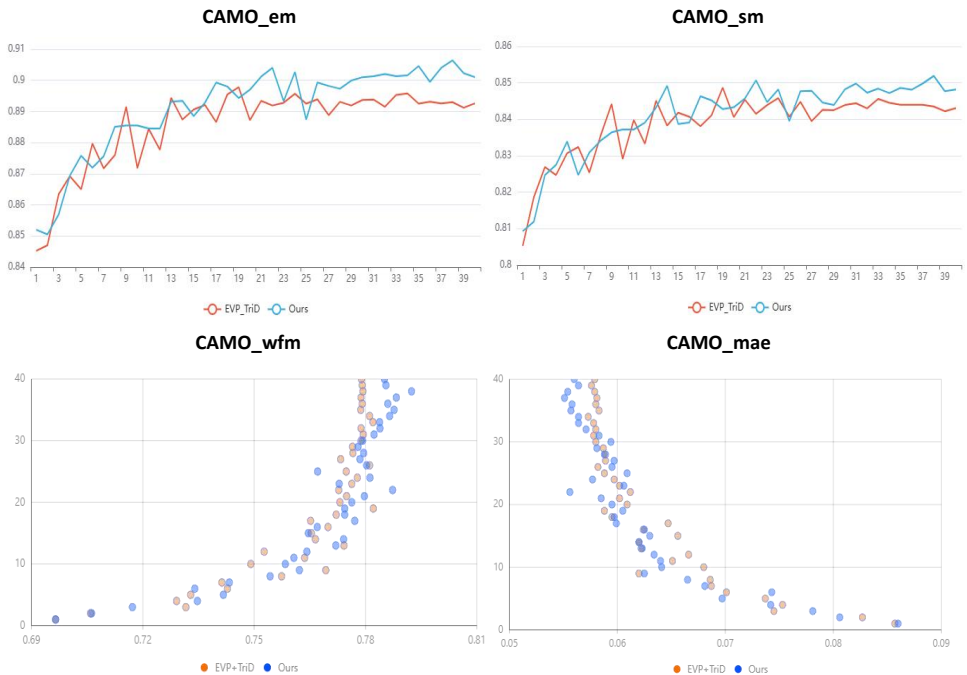 CAMO_em
0.91
0.9
0.89
0.88
0.87
0.86
0.85
0.84
1 3 5 7 9 11 13 15 17 19 21 23 25 27 29 31 33 35 37 39
EVP_TriD Ours
CAMO_sm
0.86
0.85
0.84
0.83
0.82
0.81
0.8
1 3 5 7 9 11 13 15 17 19 21 23 25 27 29 31 33 35 37 39
EVP_TriD Ours
CAMO_wfm
40
30
20
10
0
0.69 0.72 0.75 0.78 0.81
EVP+TriD Ours
CAMO_mae
40
30
20
10
0
0.05 0.06 0.07 0.08 0.09
EVP+TriD Ours